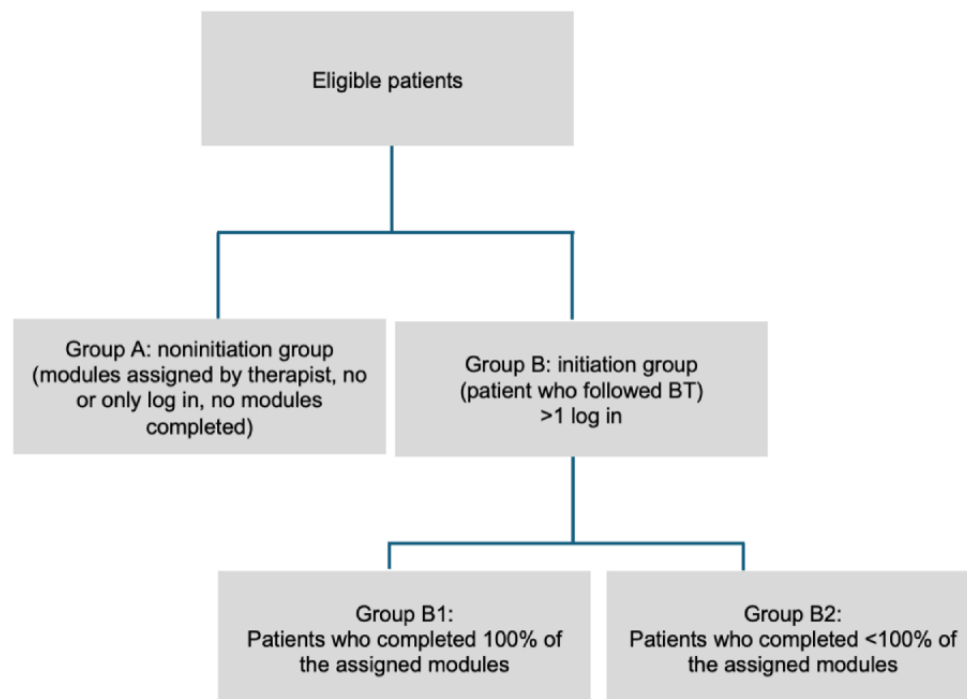 Eligible patients
Group A: noninitiation group
(modules assigned by therapist, no
or only log in, no modules
completed)
Group B: initiation group
(patient who followed BT)
>1 log in
Group B1:
Patients who completed 100% of
the assigned modules
Group B2:
Patients who completed <100% of
the assigned modules